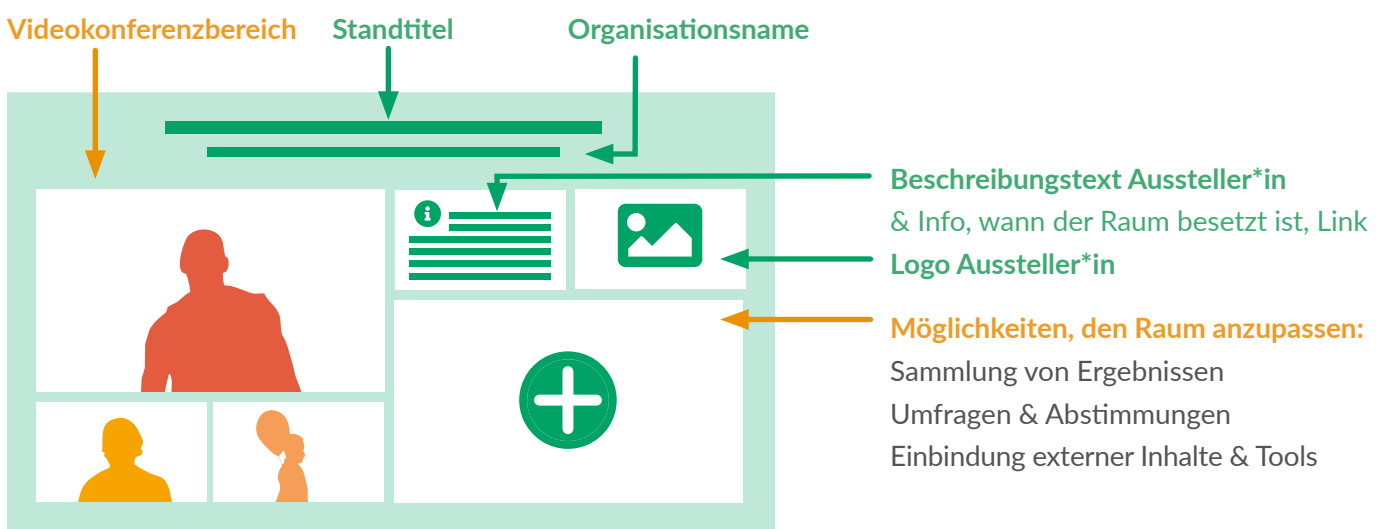 Videokonferenzbereich
Standtitel
Organisationsname
Beschreibungstext Aussteller*in
& Info, wann der Raum besetzt ist, Link
Logo Aussteller*in
Möglichkeiten, den Raum anzupassen:
Sammlung von Ergebnissen
Umfragen & Abstimmungen
Einbindung externer Inhalte & Tools